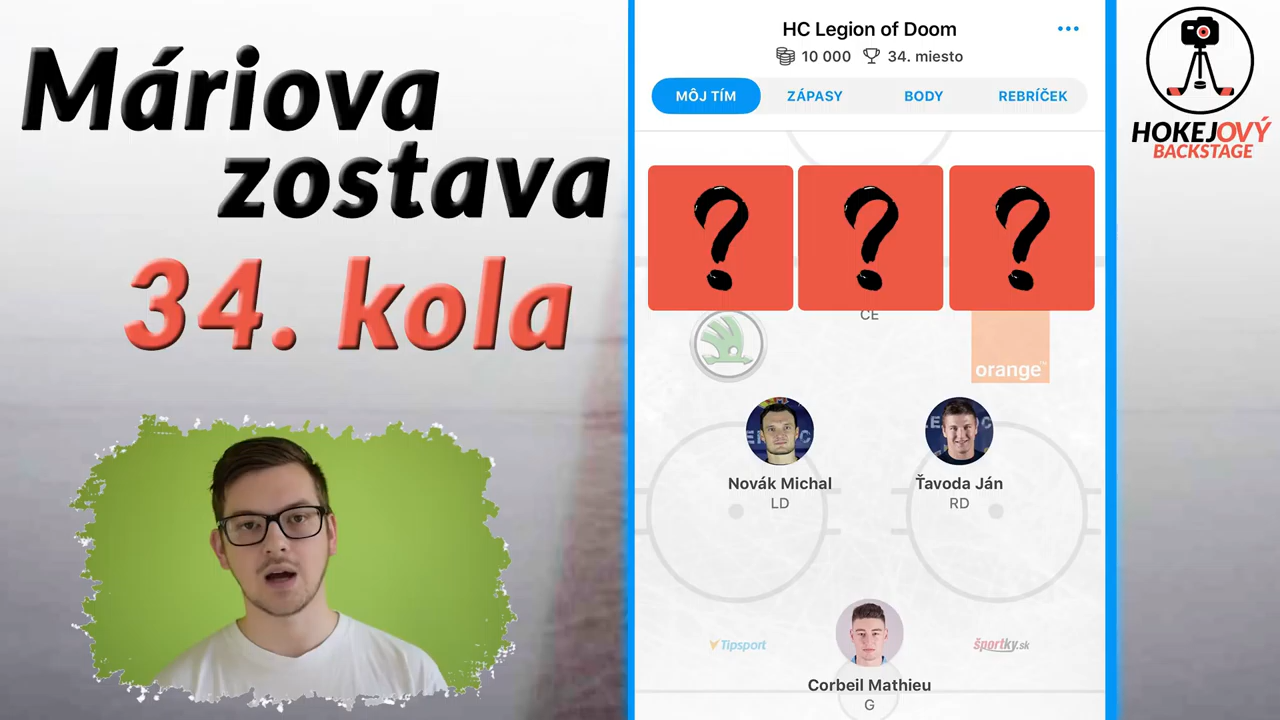 Máriova
zostava
34. kola
HC Legion of Doom
10 000 34. miesto
MÔJ TÍM ZÁPASY BODY REBRÍČEK
? ? ?
CE
orange™
Novák Michal Ťavoda Ján
LD RD
Tipsport športky.sk
Corbeil Mathieu
G
HOKEJOVÝ
BACKSTAGE